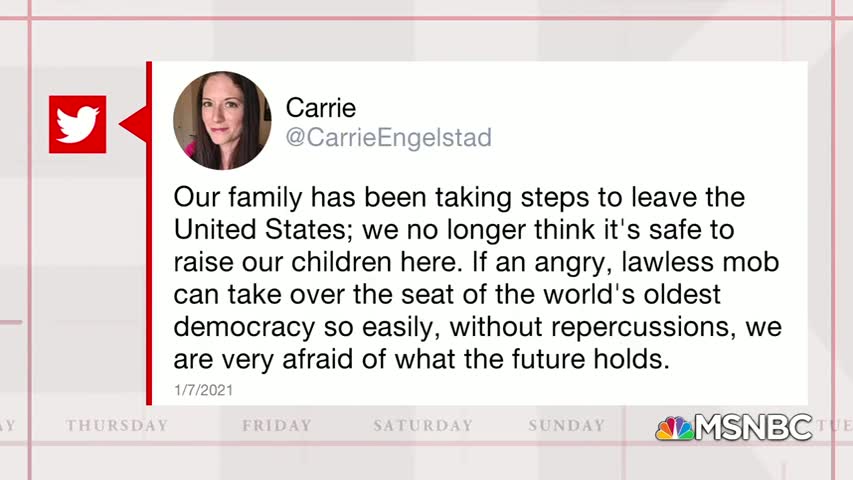 Carrie
@CarrieEngelstad
Our family has been taking steps to leave the
United States; we no longer think it's safe to
raise our children here. If an angry, lawless mob
can take over the seat of the world's oldest
democracy so easily, without repercussions, we
are very afraid of what the future holds.
1/7/2021
AY THURSDAY FRIDAY SATURDAY SUNDAY TUE
MSNBC